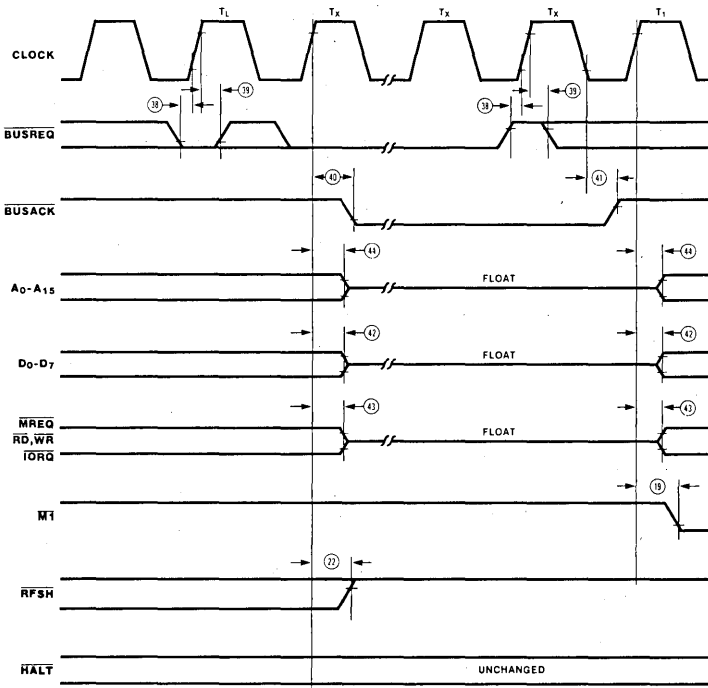 TL TX TX TX T1
CLOCK
38 39 38 39
BUSREQ
40 41
BUSACK
44 44
A0-A15 FLOAT
42 42
D0-D7 FLOAT
43 43
MREQ
RD,WR FLOAT
IORQ
19
M1
22
RFSH
HALT UNCHANGED